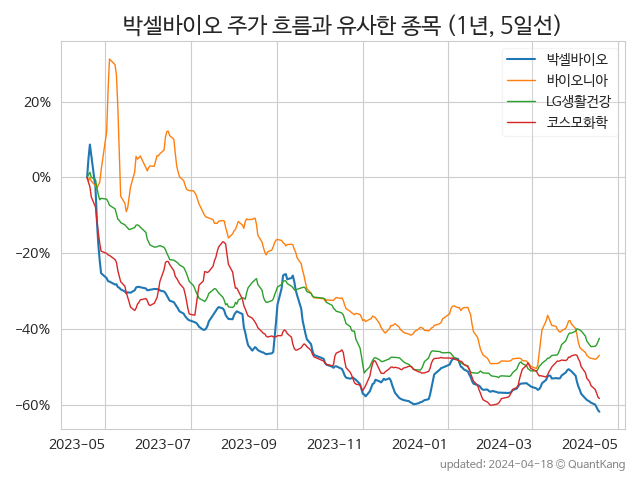 박셀바이오 주가 흐름과 유사한 종목 (1년, 5일선)
박셀바이오
바이오니아
LG생활건강
코스모화학
20%
0%
−20%
−40%
−60%
2023-05 2023-07 2023-09 2023-11 2024-01 2024-03 2024-05
updated: 2024-04-18 © QuantKang